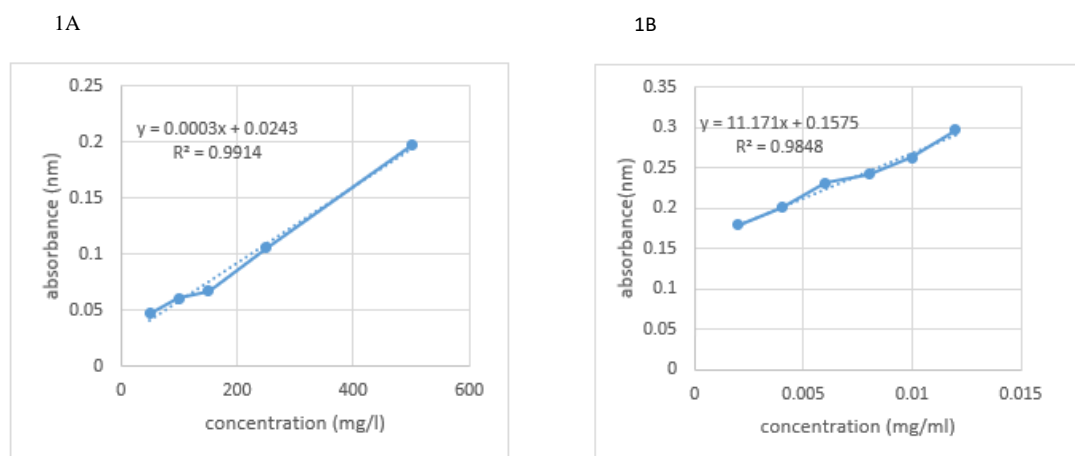 1A
0.25
0.2
0.15
0.1
0.05
0
y = 0.0003x + 0.0243
R² = 0.9914
absorbance (nm)
0 200 400 600
concentration (mg/l)
1B
0.35
0.3
0.25
0.2
0.15
0.1
0.05
0
y = 11.171x + 0.1575
R² = 0.9848
absorbance(nm)
0 0.005 0.01 0.015
concentration (mg/ml)